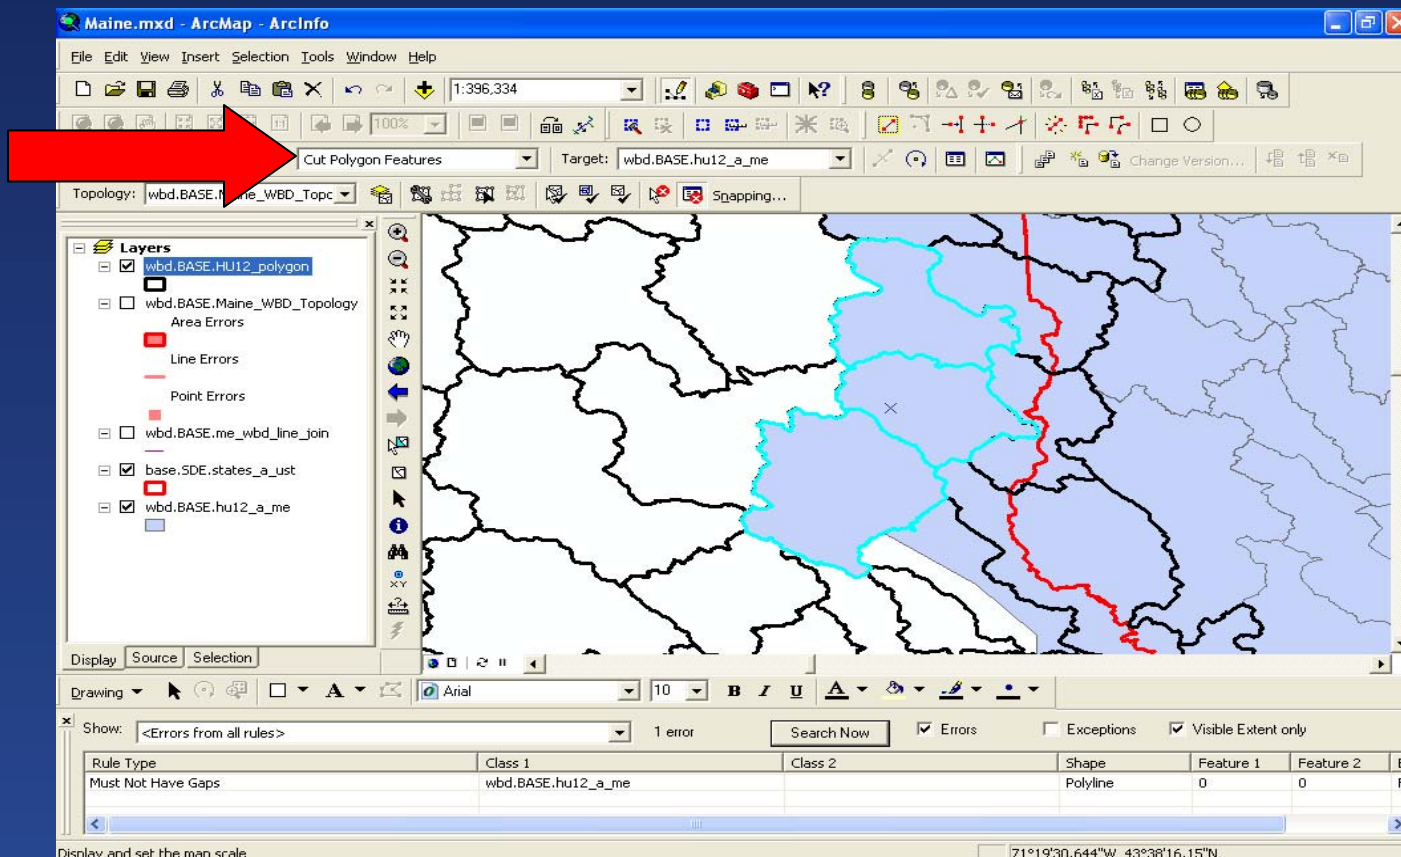 Maine.mxd - ArcMap - ArcInfo
File Edit View Insert Selection Tools Window Help
1:396,334
100%
Cut Polygon Features Target: wbd.BASE.hu12_a_me Change Version...
Topology: wbd.BASE.Maine_WBD_Topc Snapping...
Layers
wbd.BASE.HU12_polygon
wbd.BASE.Maine_WBD_Topology
Area Errors
Line Errors
Point Errors
wbd.BASE.me_wbd_line_join
base.SDE.states_a_ust
wbd.BASE.hu12_a_me
Display Source Selection
Drawing A Arial 10 B I U A
Show: <Errors from all rules> 1 error Search Now Errors Exceptions Visible Extent only
Rule Type Class 1 Class 2 Shape Feature 1 Feature 2
Must Not Have Gaps wbd.BASE.hu12_a_me Polyline 0 0
Display and set the map scale 71°19'30.644"W 43°38'16.15"N